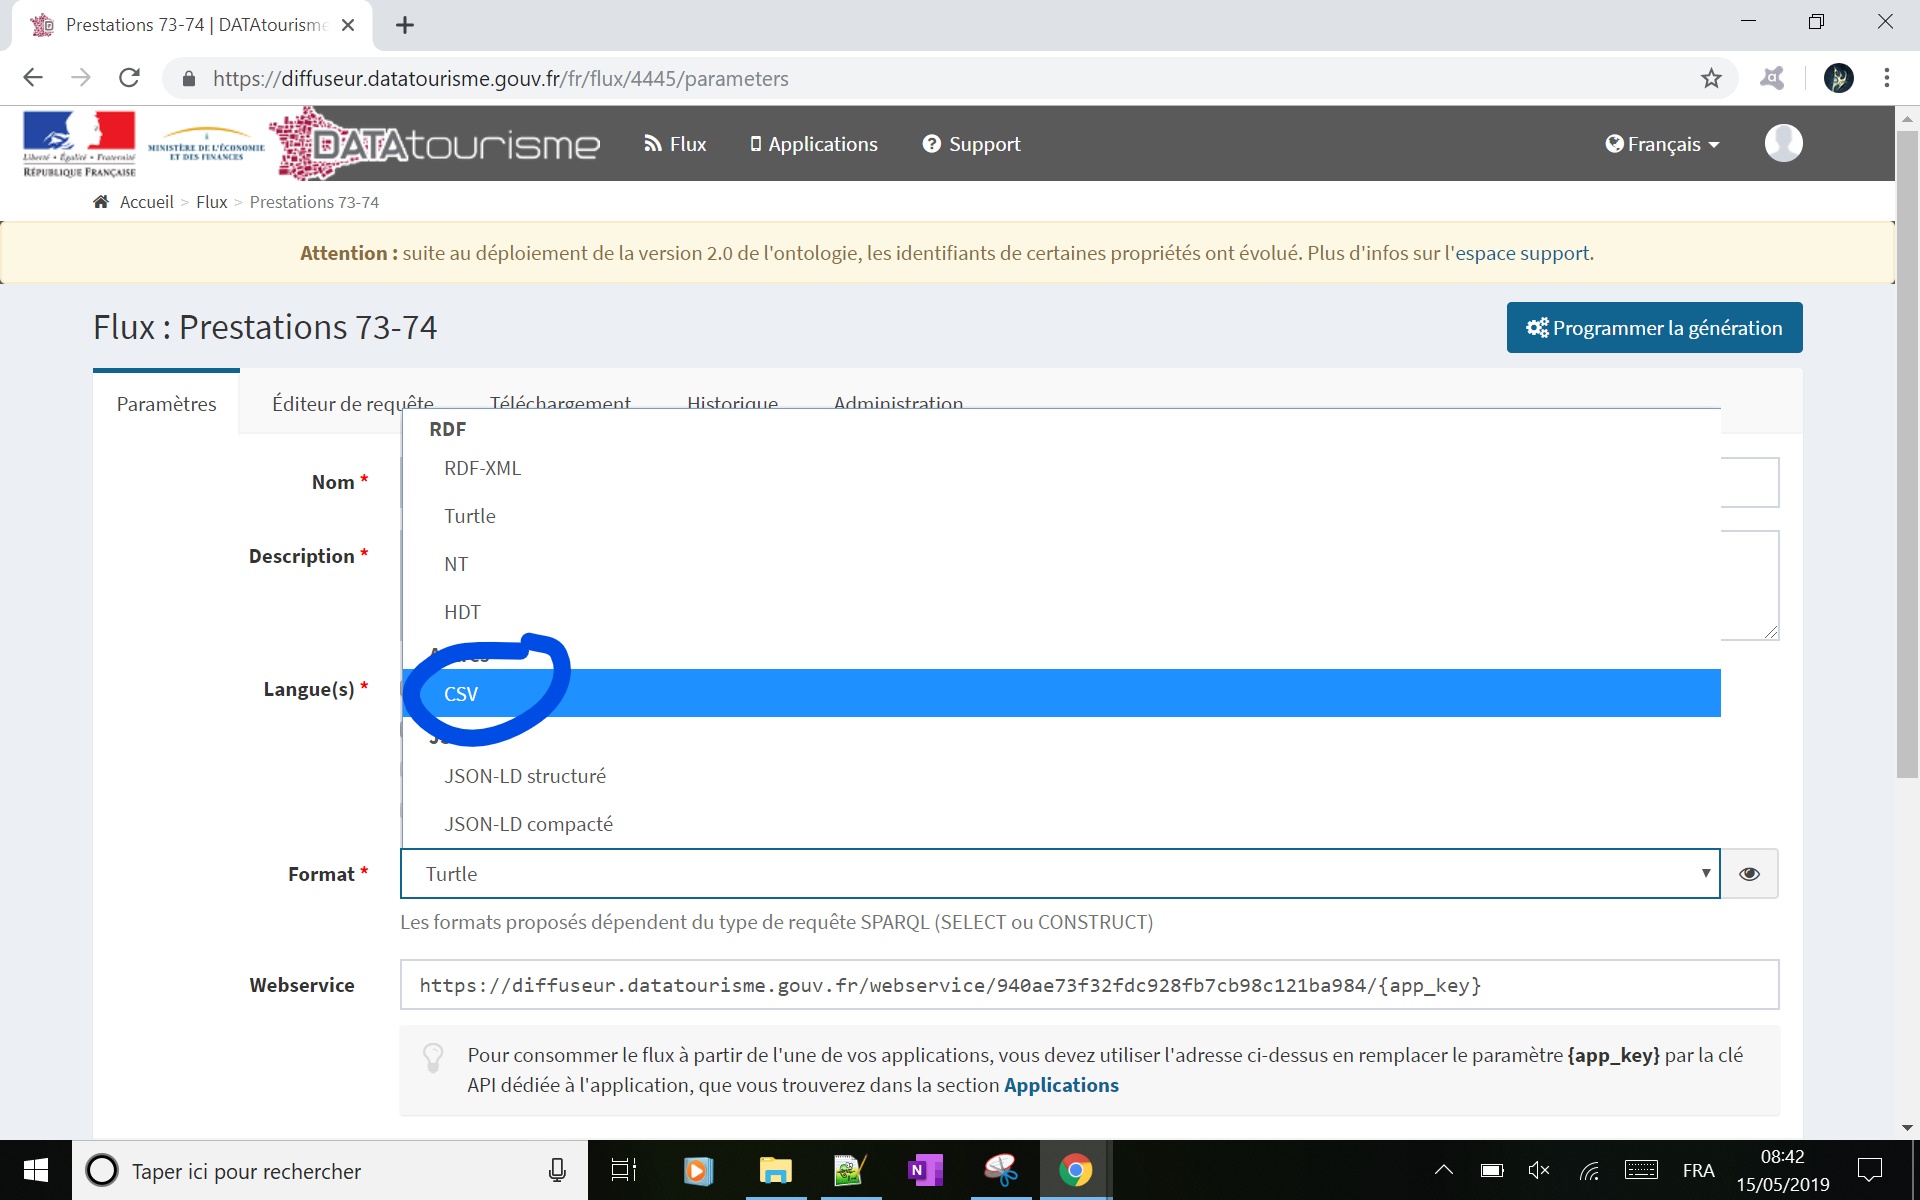 Prestations 73-74 | DATAtourisme
https://diffuseur.datatourisme.gouv.fr/fr/flux/4445/parameters
Liberté • Égalité • Fraternité
RÉPUBLIQUE FRANÇAISE
MINISTÈRE DE L'ÉCONOMIE
ET DES FINANCES
DATAtourisme
Flux
Applications
Support
Français
Accueil > Flux > Prestations 73-74
Attention : suite au déploiement de la version 2.0 de l'ontologie, les identifiants de certaines propriétés ont évolué. Plus d'infos sur l'espace support.
Flux : Prestations 73-74
Programmer la génération
Paramètres
Éditeur de requête
Téléchargement
Historique
Administration
RDF
RDF-XML
Turtle
NT
HDT
CSV
JSON-LD structuré
JSON-LD compacté
Nom *
Description *
Langue(s) *
Format *
Turtle
Les formats proposés dépendent du type de requête SPARQL (SELECT ou CONSTRUCT)
Webservice
https://diffuseur.datatourisme.gouv.fr/webservice/940ae73f32fdc928fb7cb98c121ba984/{app_key}
Pour consommer le flux à partir de l'une de vos applications, vous devez utiliser l'adresse ci-dessus en remplacer le paramètre {app_key} par la clé
API dédiée à l'application, que vous trouverez dans la section Applications
Taper ici pour rechercher
FRA
08:42
15/05/2019